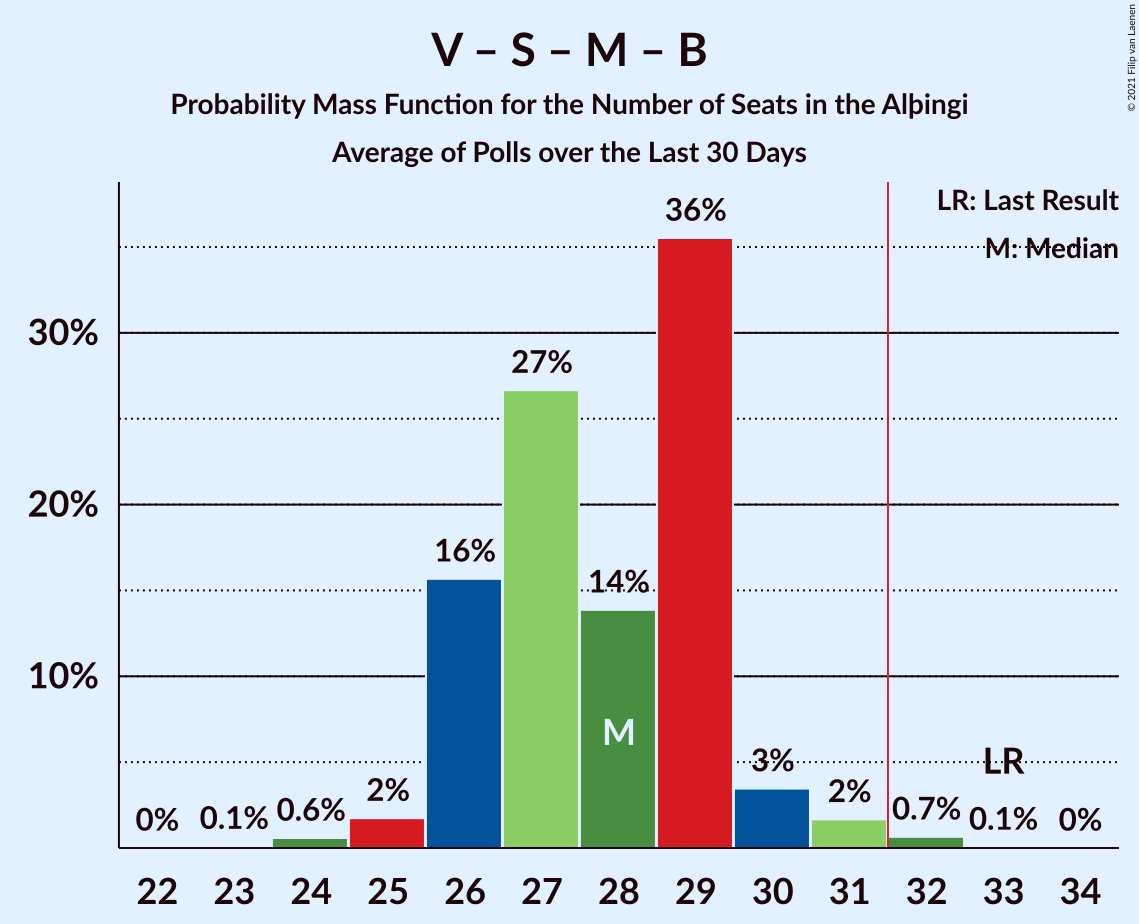 V – S – M – B
Probability Mass Function for the Number of Seats in the Alþingi
Average of Polls over the Last 30 Days
© 2021 Filip van Laenen
LR: Last Result
M: Median
36%
30%
27%
20%
16%
14%
10%
M
3%
LR
2%
2%
0.6%
0.7%
0%
0.1%
0.1%
0%
22 23 24 25 26 27 28 29 30 31 32 33 34